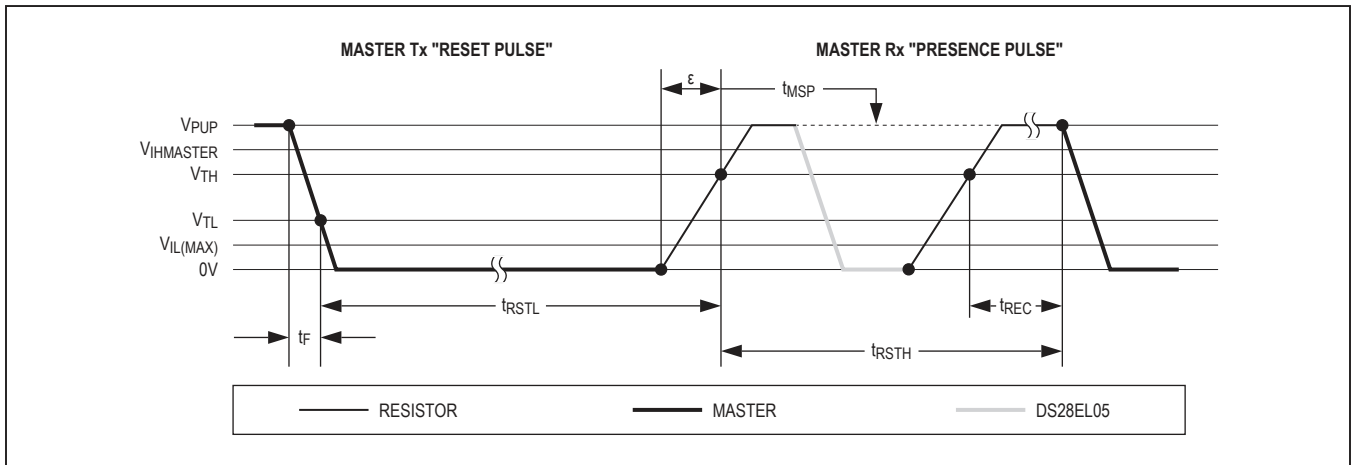 MASTER Tx "RESET PULSE"
MASTER Rx "PRESENCE PULSE"
ε
tMSP
VPUP
VIHMASTER
VTH
VTL
VIL(MAX)
0V
tRSTL
tREC
tF
tRSTH
RESISTOR
MASTER
DS28EL05